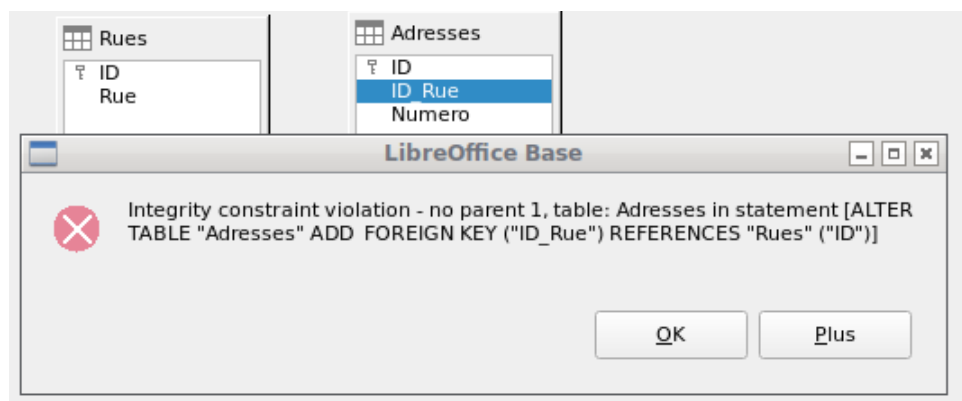 Rues
ID
Rue
Adresses
ID
ID_Rue
Numero
LibreOffice Base
Integrity constraint violation - no parent 1, table: Adresses in statement [ALTER
TABLE "Adresses" ADD  FOREIGN KEY ("ID_Rue") REFERENCES "Rues" ("ID")]
OK
Plus